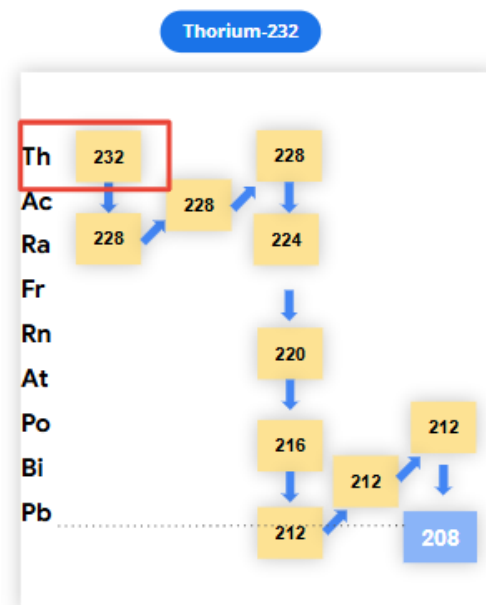 Thorium-232
Th 232 228
Ac 228
Ra 228 224
Fr
Rn 220
At
Po 216 212
Bi 212
Pb 212 208